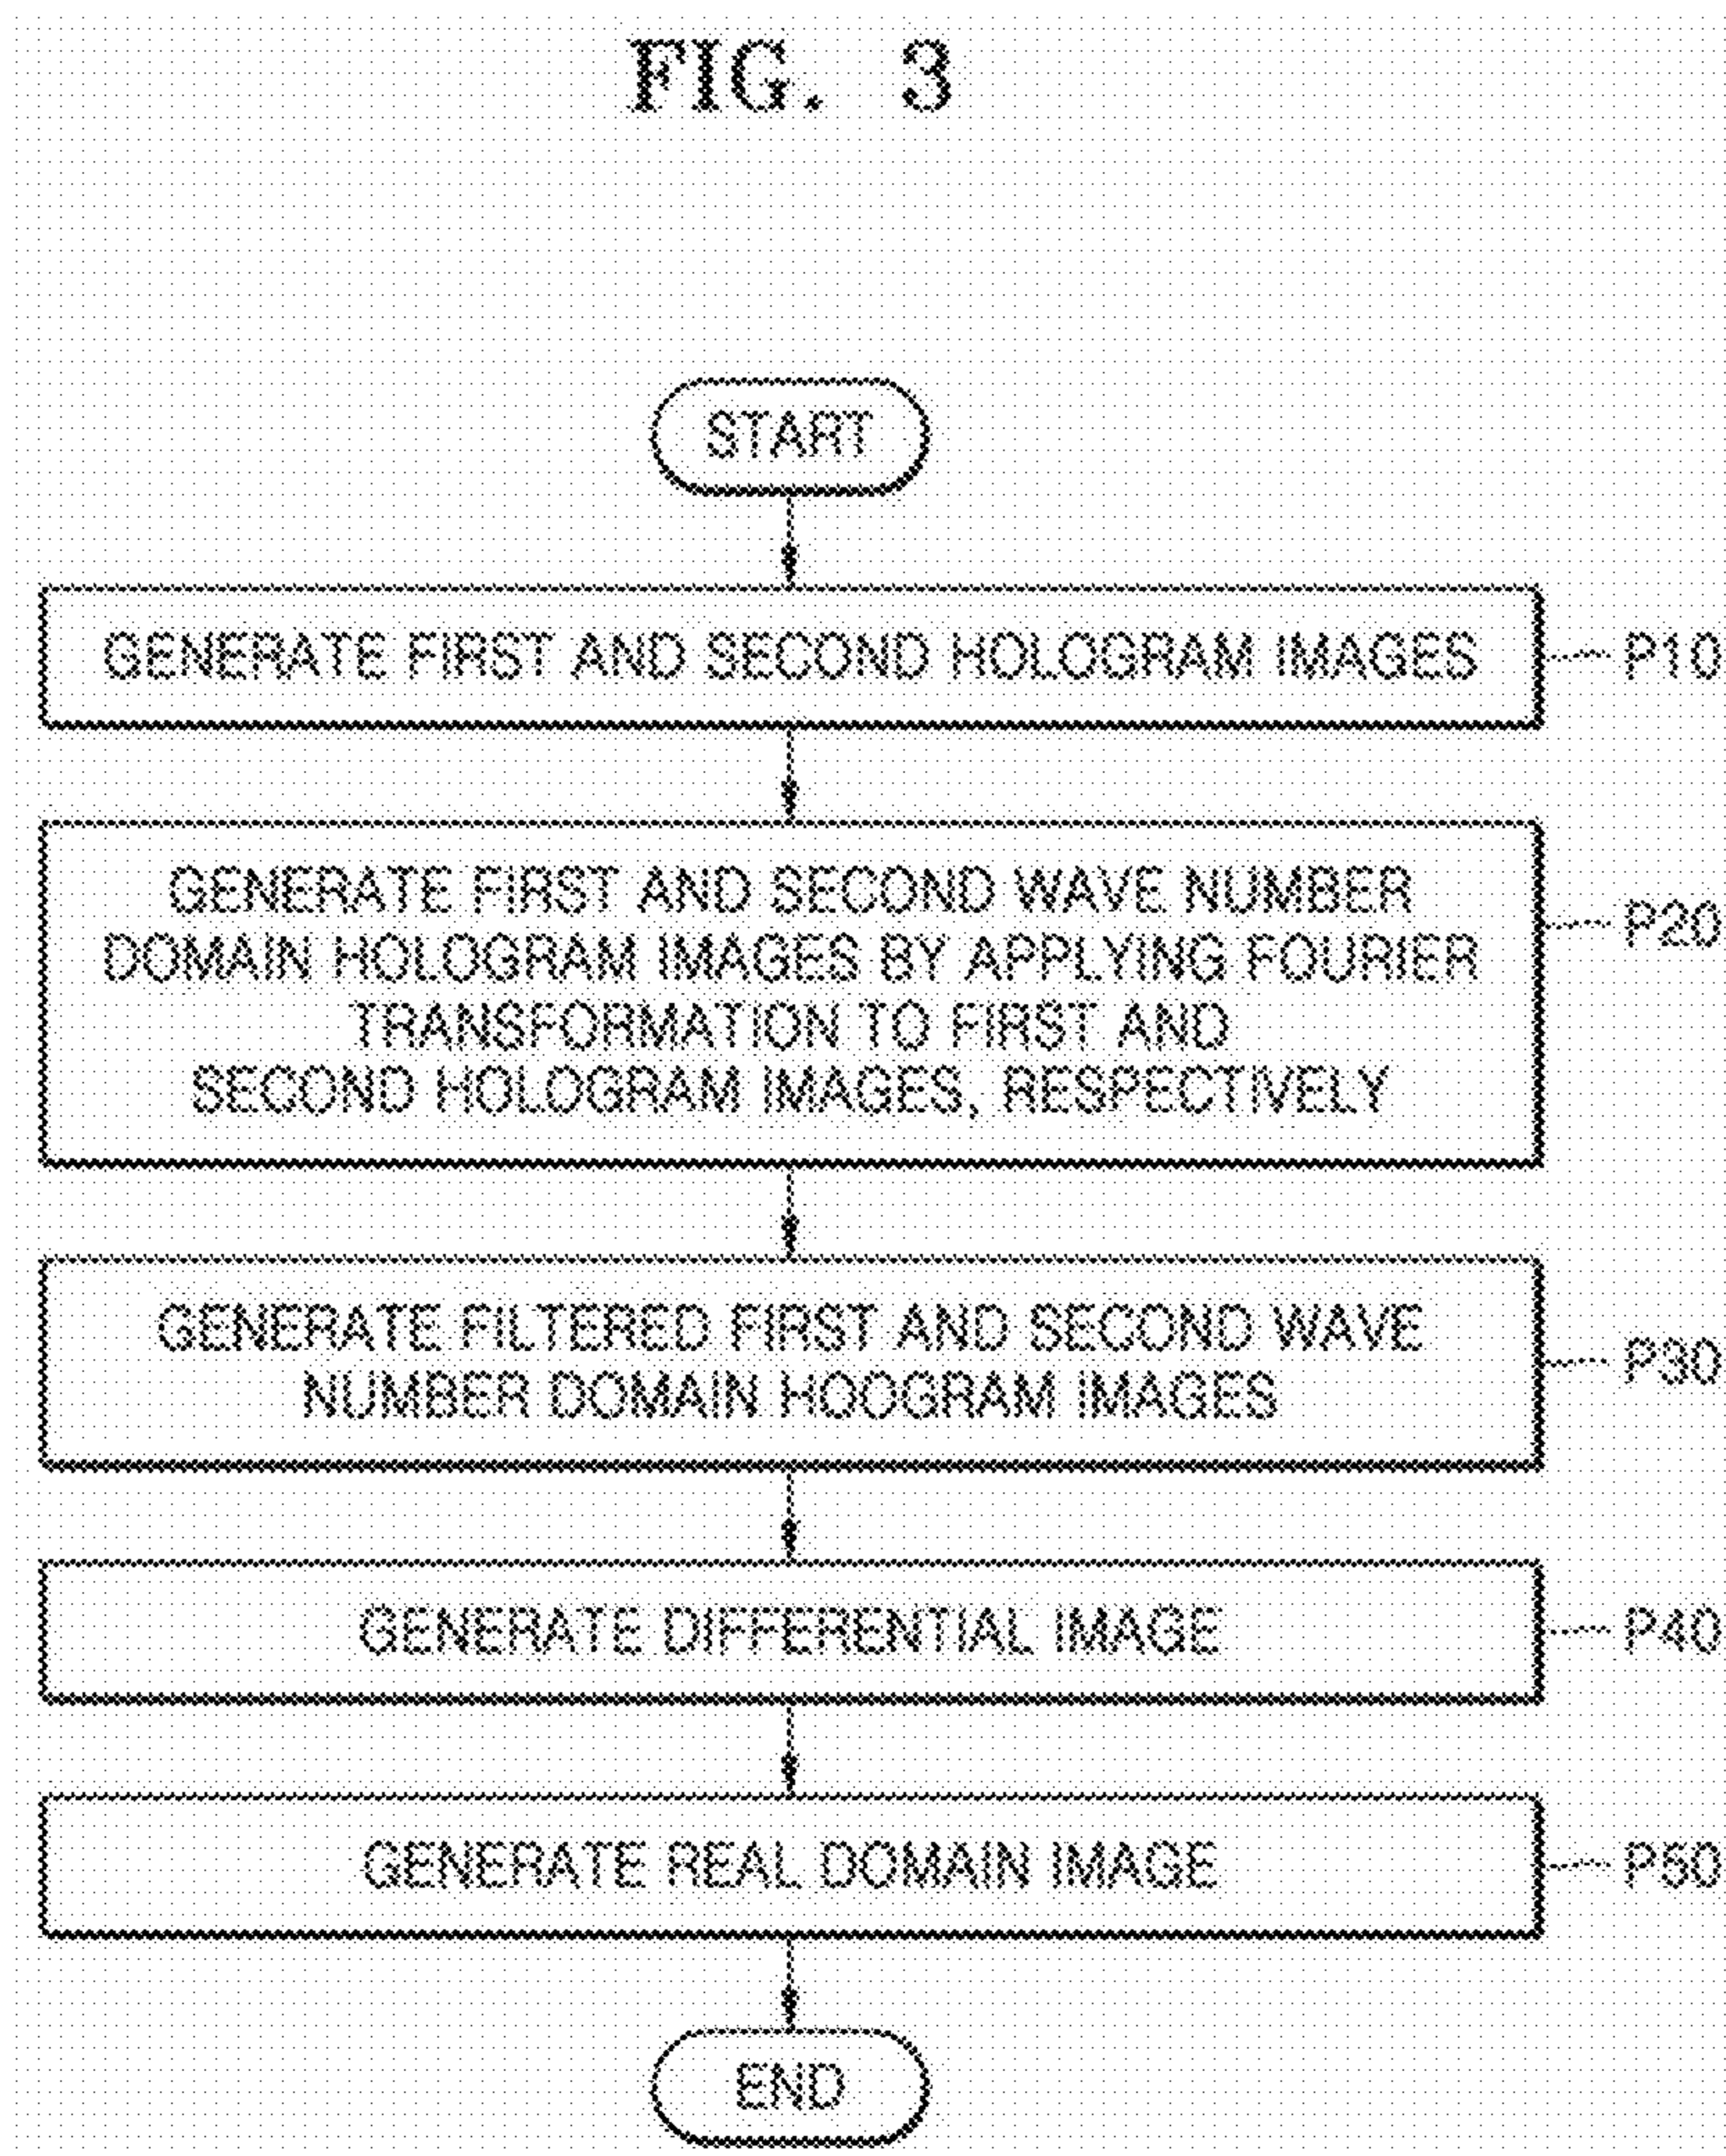 FIG. 3
START
GENERATE FIRST AND SECOND HOLOGRAM IMAGES
P10
GENERATE FIRST AND SECOND WAVE NUMBER
DOMAIN HOLOGRAM IMAGES BY APPLYING FOURIER
TRANSFORMATION TO FIRST AND
SECOND HOLOGRAM IMAGES, RESPECTIVELY
P20
GENERATE FILTERED FIRST AND SECOND WAVE
NUMBER DOMAIN HOOGRAM IMAGES
P30
GENERATE DIFFERENTIAL IMAGE
P40
GENERATE REAL DOMAIN IMAGE
P50
END